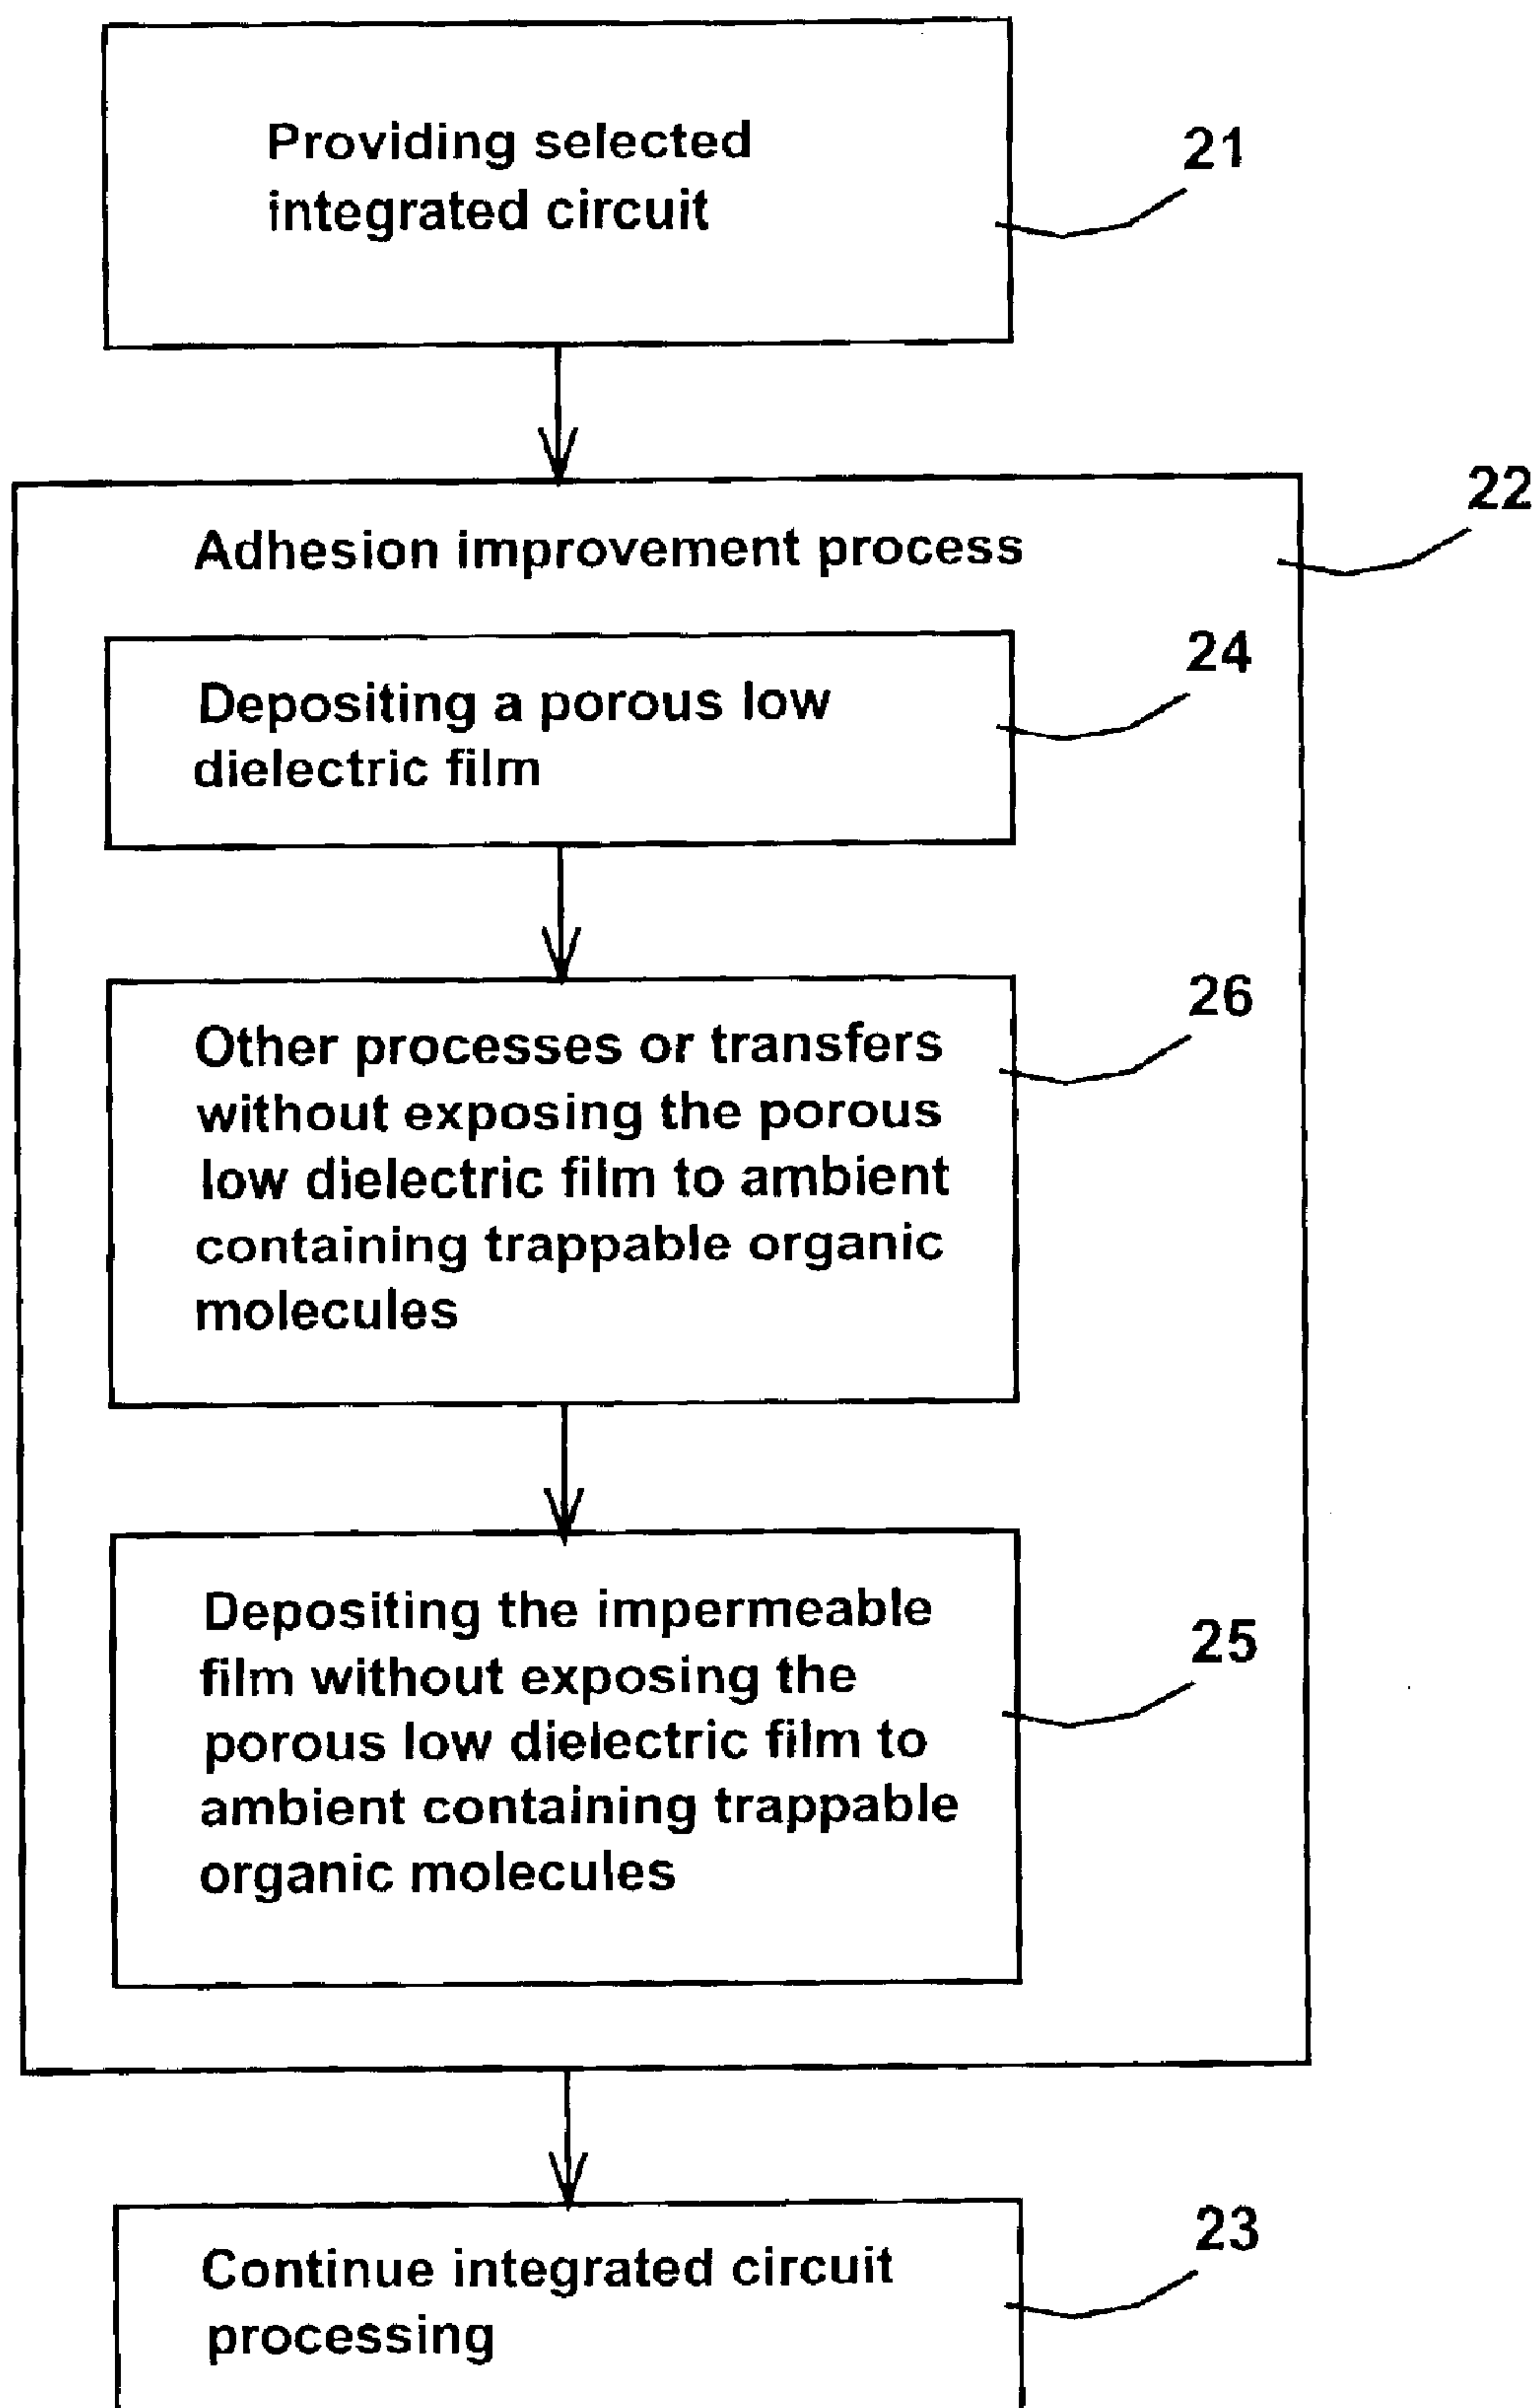 Providing selected
integrated circuit
21
22
Adhesion improvement process
24
Depositing a porous low
dielectric film
26
Other processes or transfers
without exposing the porous
low dielectric film to ambient
containing trappable organic
molecules
25
Depositing the impermeable
film without exposing the
porous low dielectric film to
ambient containing trappable
organic molecules
23
Continue integrated circuit
processing